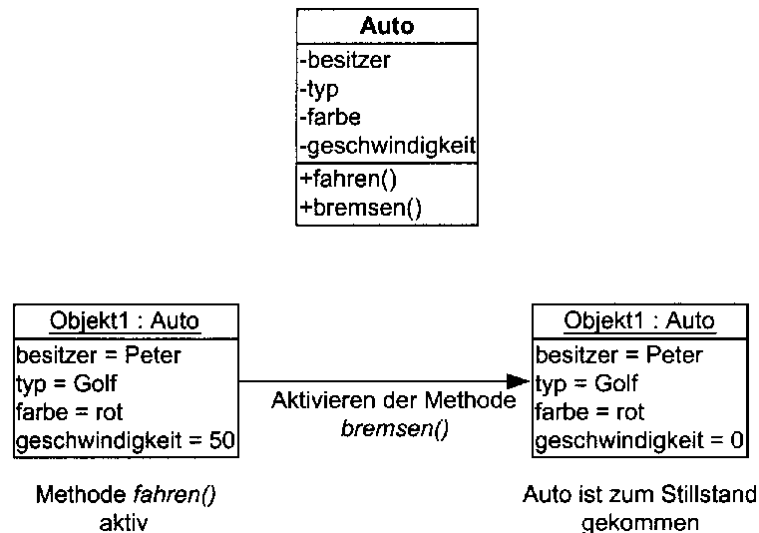 Auto
-besitzer
-typ
-farbe
-geschwindigkeit
+fahren()
+bremsen()
Objekt1 : Auto
besitzer = Peter
typ = Golf
farbe = rot
geschwindigkeit = 50
Methode fahren()
aktiv
Aktivieren der Methode
bremsen()
Objekt1 : Auto
besitzer = Peter
typ = Golf
farbe = rot
geschwindigkeit = 0
Auto ist zum Stillstand
gekommen